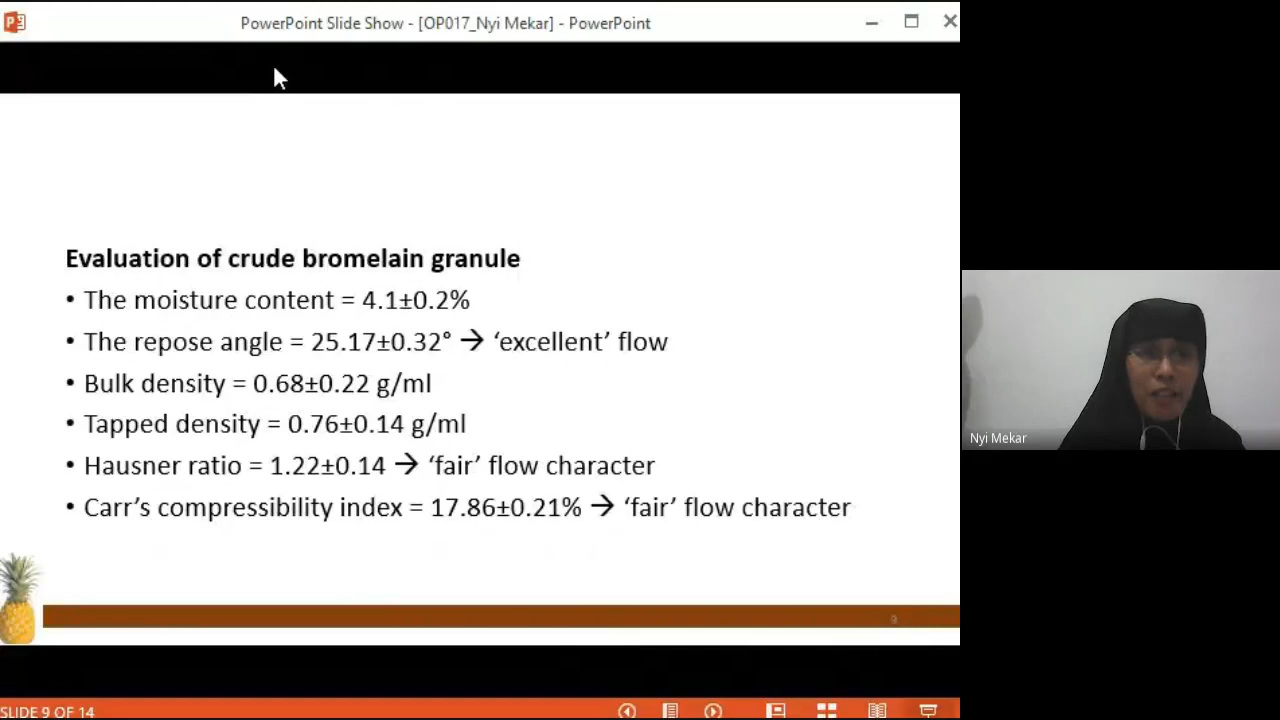 PowerPoint Slide Show - [OP017_Nyi Mekar] - PowerPoint
Evaluation of crude bromelain granule
• The moisture content = 4.1±0.2%
• The repose angle = 25.17±0.32° → ‘excellent’ flow
• Bulk density = 0.68±0.22 g/ml
• Tapped density = 0.76±0.14 g/ml
• Hausner ratio = 1.22±0.14 → ‘fair’ flow character
• Carr’s compressibility index = 17.86±0.21% → ‘fair’ flow character
Nyi Mekar
9
SLIDE 9 OF 14